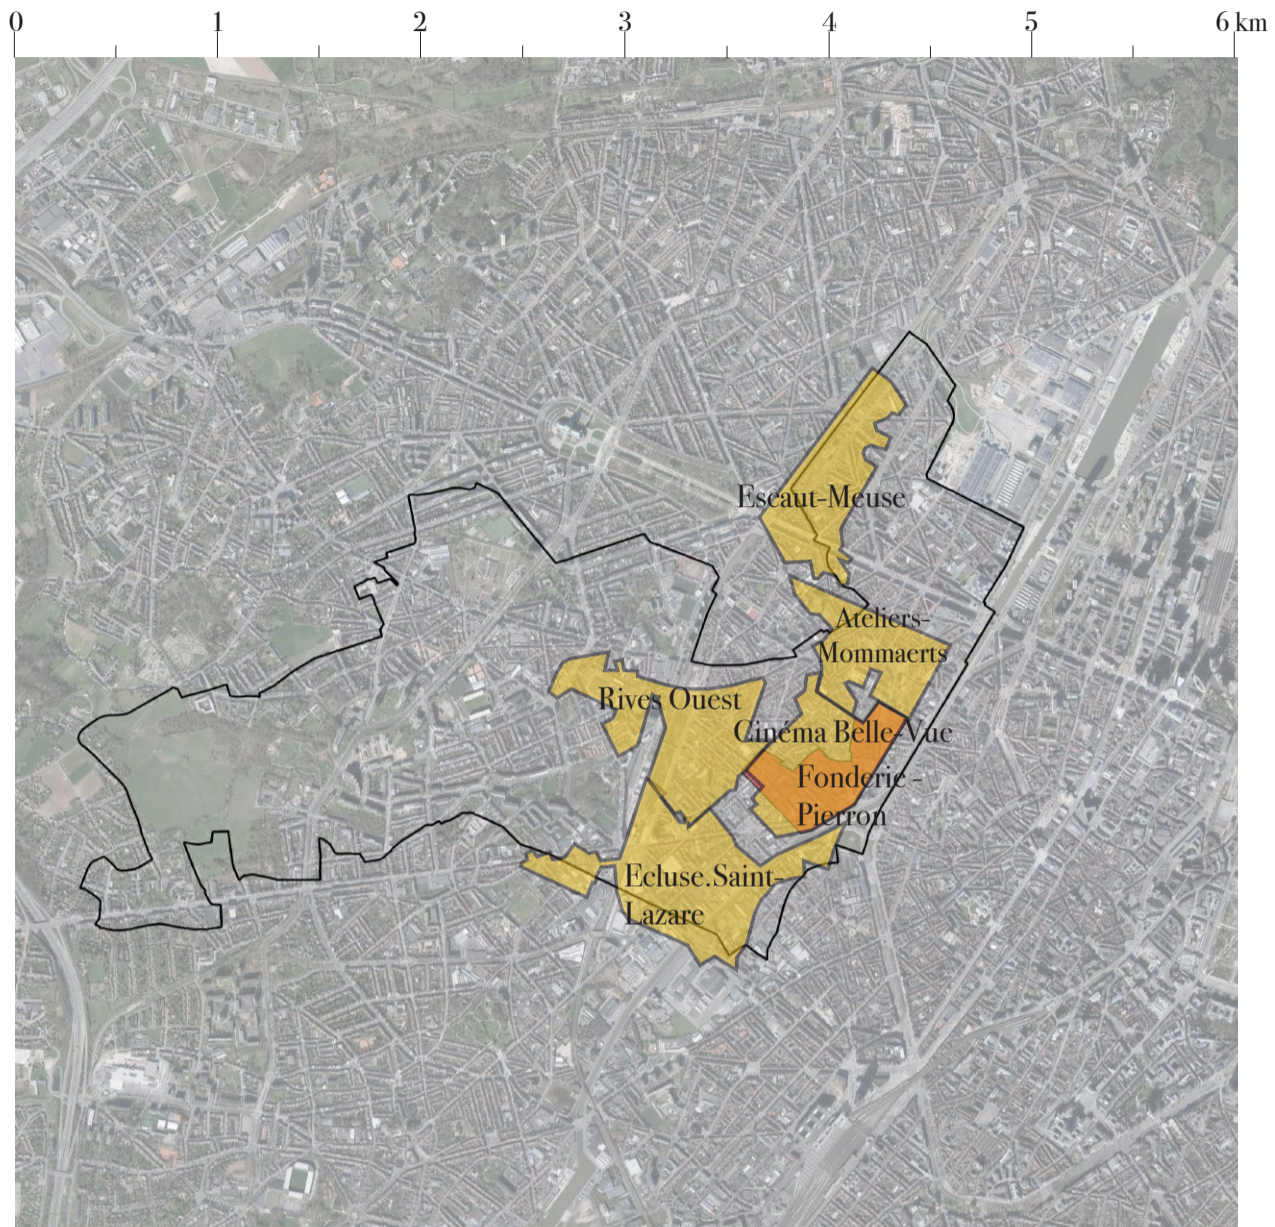 0 1 2 3 4 5 6 km
Escaut-Meuse
Ateliers-
Mommaerts
Rives Ouest
Cinéma Belle-Vue
Fonderie -
Pierron
Ecluse.Saint-
Lazare